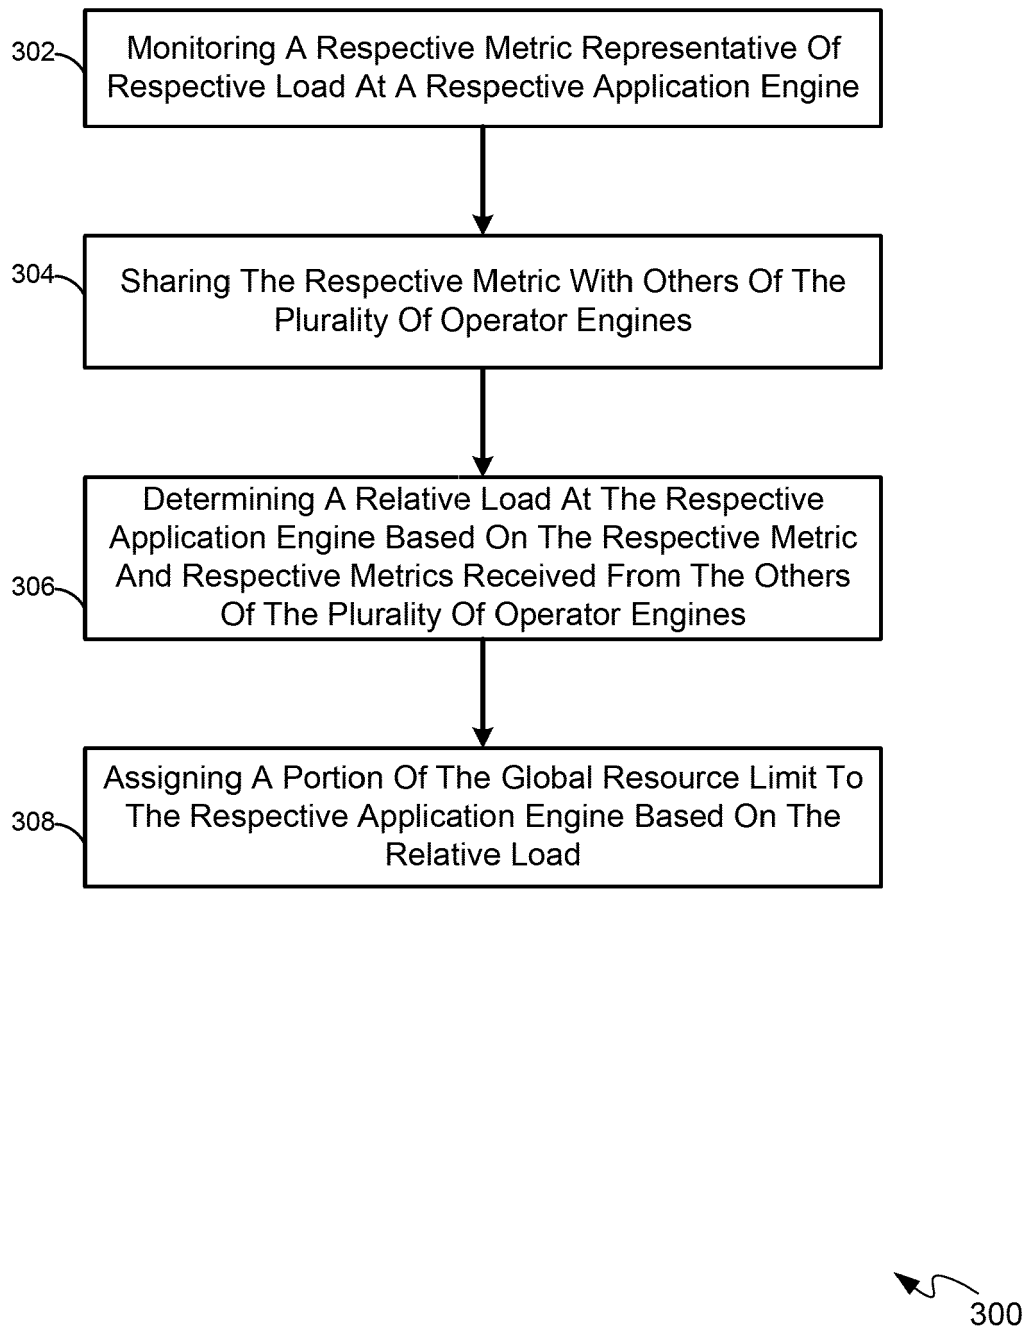 302
Monitoring A Respective Metric Representative Of
Respective Load At A Respective Application Engine
304
Sharing The Respective Metric With Others Of The
Plurality Of Operator Engines
306
Determining A Relative Load At The Respective
Application Engine Based On The Respective Metric
And Respective Metrics Received From The Others
Of The Plurality Of Operator Engines
308
Assigning A Portion Of The Global Resource Limit To
The Respective Application Engine Based On The
Relative Load
300